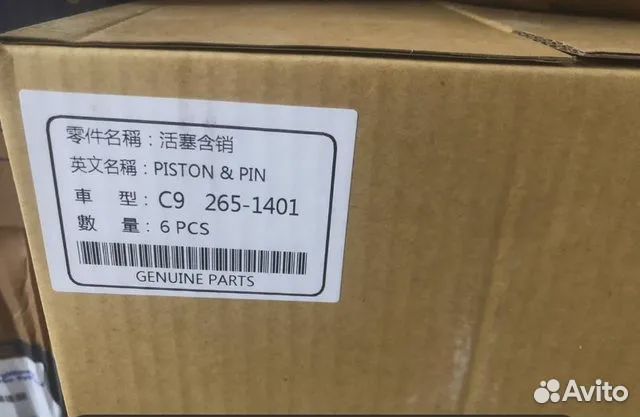 零件名稱：活塞含销
英文名稱：PISTON & PIN
車 型：C9 265-1401
數 量：6 PCS
GENUINE PARTS
Avito